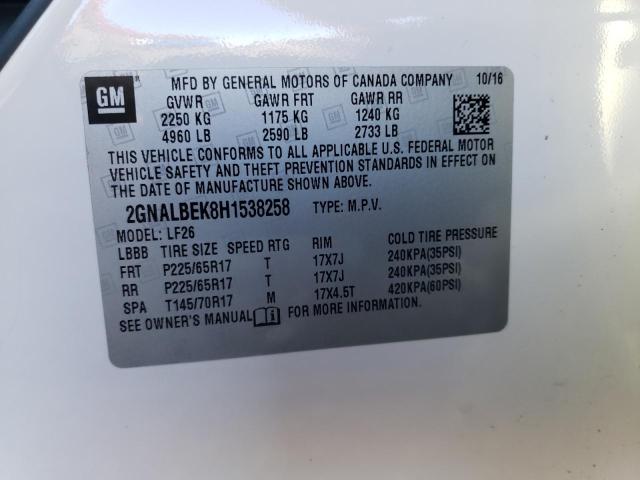 GM MFD BY GENERAL MOTORS OF CANADA COMPANY 10/16
GVWR GAWR FRT GAWR RR
2250 KG 1175 KG 1240 KG
4960 LB 2590 LB 2733 LB
THIS VEHICLE CONFORMS TO ALL APPLICABLE U.S. FEDERAL MOTOR
VEHICLE SAFETY AND THEFT PREVENTION STANDARDS IN EFFECT ON
THE DATE OF MANUFACTURE SHOWN ABOVE.
2GNALBEK8H1538258 TYPE: M.P.V.
MODEL: LF26
LBBB TIRE SIZE SPEED RTG RIM COLD TIRE PRESSURE
FRT P225/65R17 T 17X7J 240KPA(35PSI)
RR P225/65R17 T 17X7J 240KPA(35PSI)
SPA T145/70R17 M 17X4.5T 420KPA(60PSI)
SEE OWNER'S MANUAL FOR MORE INFORMATION.